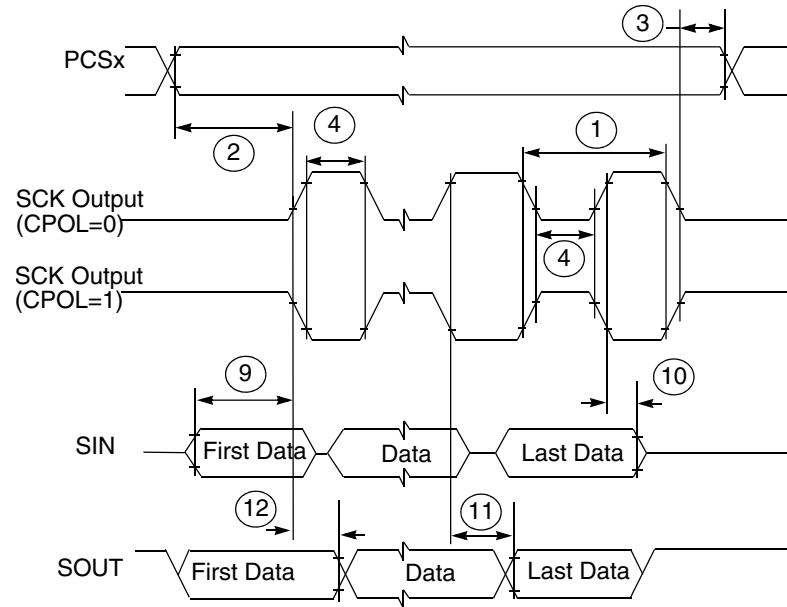 3
PCSx
2
4
1
SCK Output
(CPOL=0)
4
SCK Output
(CPOL=1)
9
10
SIN
First Data
Data
Last Data
12
11
SOUT
First Data
Data
Last Data